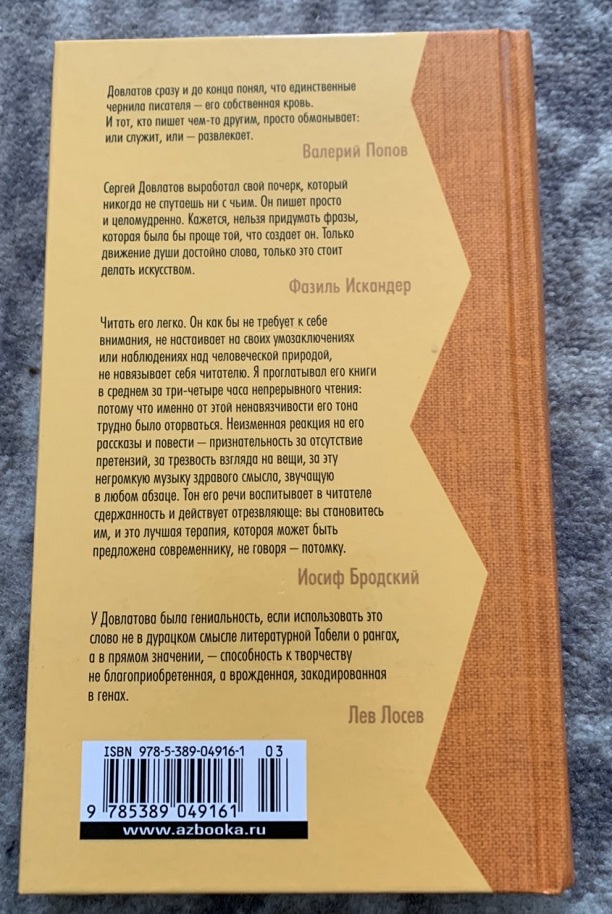 Довлатов сразу и до конца понял, что единственные
чернила писателя – его собственная кровь.
И тот, кто пишет чем-то другим, просто обманывает:
или служит, или – развлекает.
Валерий Попов
Сергей Довлатов выработал свой почерк, который
никогда не спутаешь ни с чьим. Он пишет просто
и целомудренно. Кажется, нельзя придумать фразы,
которая была бы проще той, что создает он. Только
движение души достойно слова, только это стоит
делать искусством.
Фазиль Искандер
Читать его легко. Он как бы не требует к себе
внимания, не настаивает на своих умозаключениях
или наблюдениях над человеческой природой,
не навязывает себя читателю. Я проглатывал его книги
в среднем за три-четыре часа непрерывного чтения:
потому что именно от этой ненавязчивости его тона
трудно было оторваться. Неизменная реакция на его
рассказы и повести – признательность за отсутствие
претензий, за трезвость взгляда на вещи, за эту
негромкую музыку здравого смысла, звучащую
в любом абзаце. Тон его речи воспитывает в читателе
сдержанность и действует отрезвляюще: вы становитесь
им, и это лучшая терапия, которая может быть
предложена современнику, не говоря – потомку.
Иосиф Бродский
У Довлатова была гениальность, если использовать это
слово не в дурацком смысле литературной Табели о рангах,
а в прямом значении, – способность к творчеству
не благоприобретенная, а врожденная, закодированная
в генах.
Лев Лосев
ISBN 978-5-389-04916-1 03
9 785389 049161
www.azbooka.ru